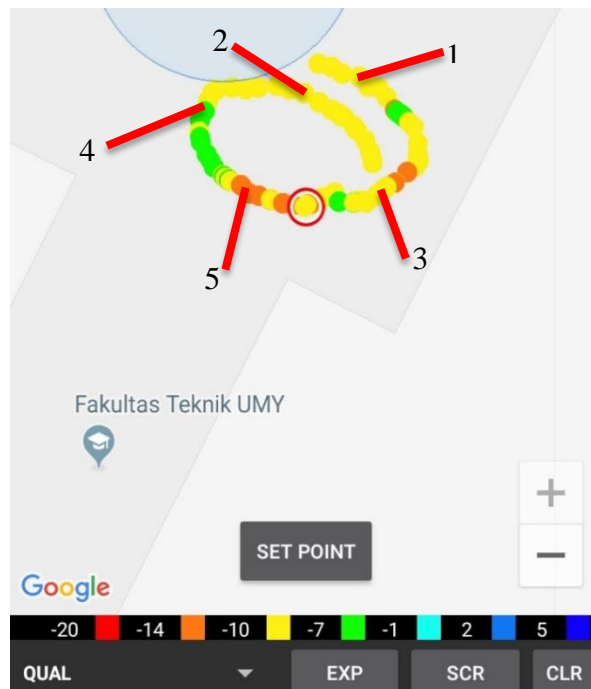 2
1
4
3
5
Fakultas Teknik UMY
+
SET POINT
−
Google
-20 -14 -10 -7 -1 2 5
QUAL EXP SCR CLR